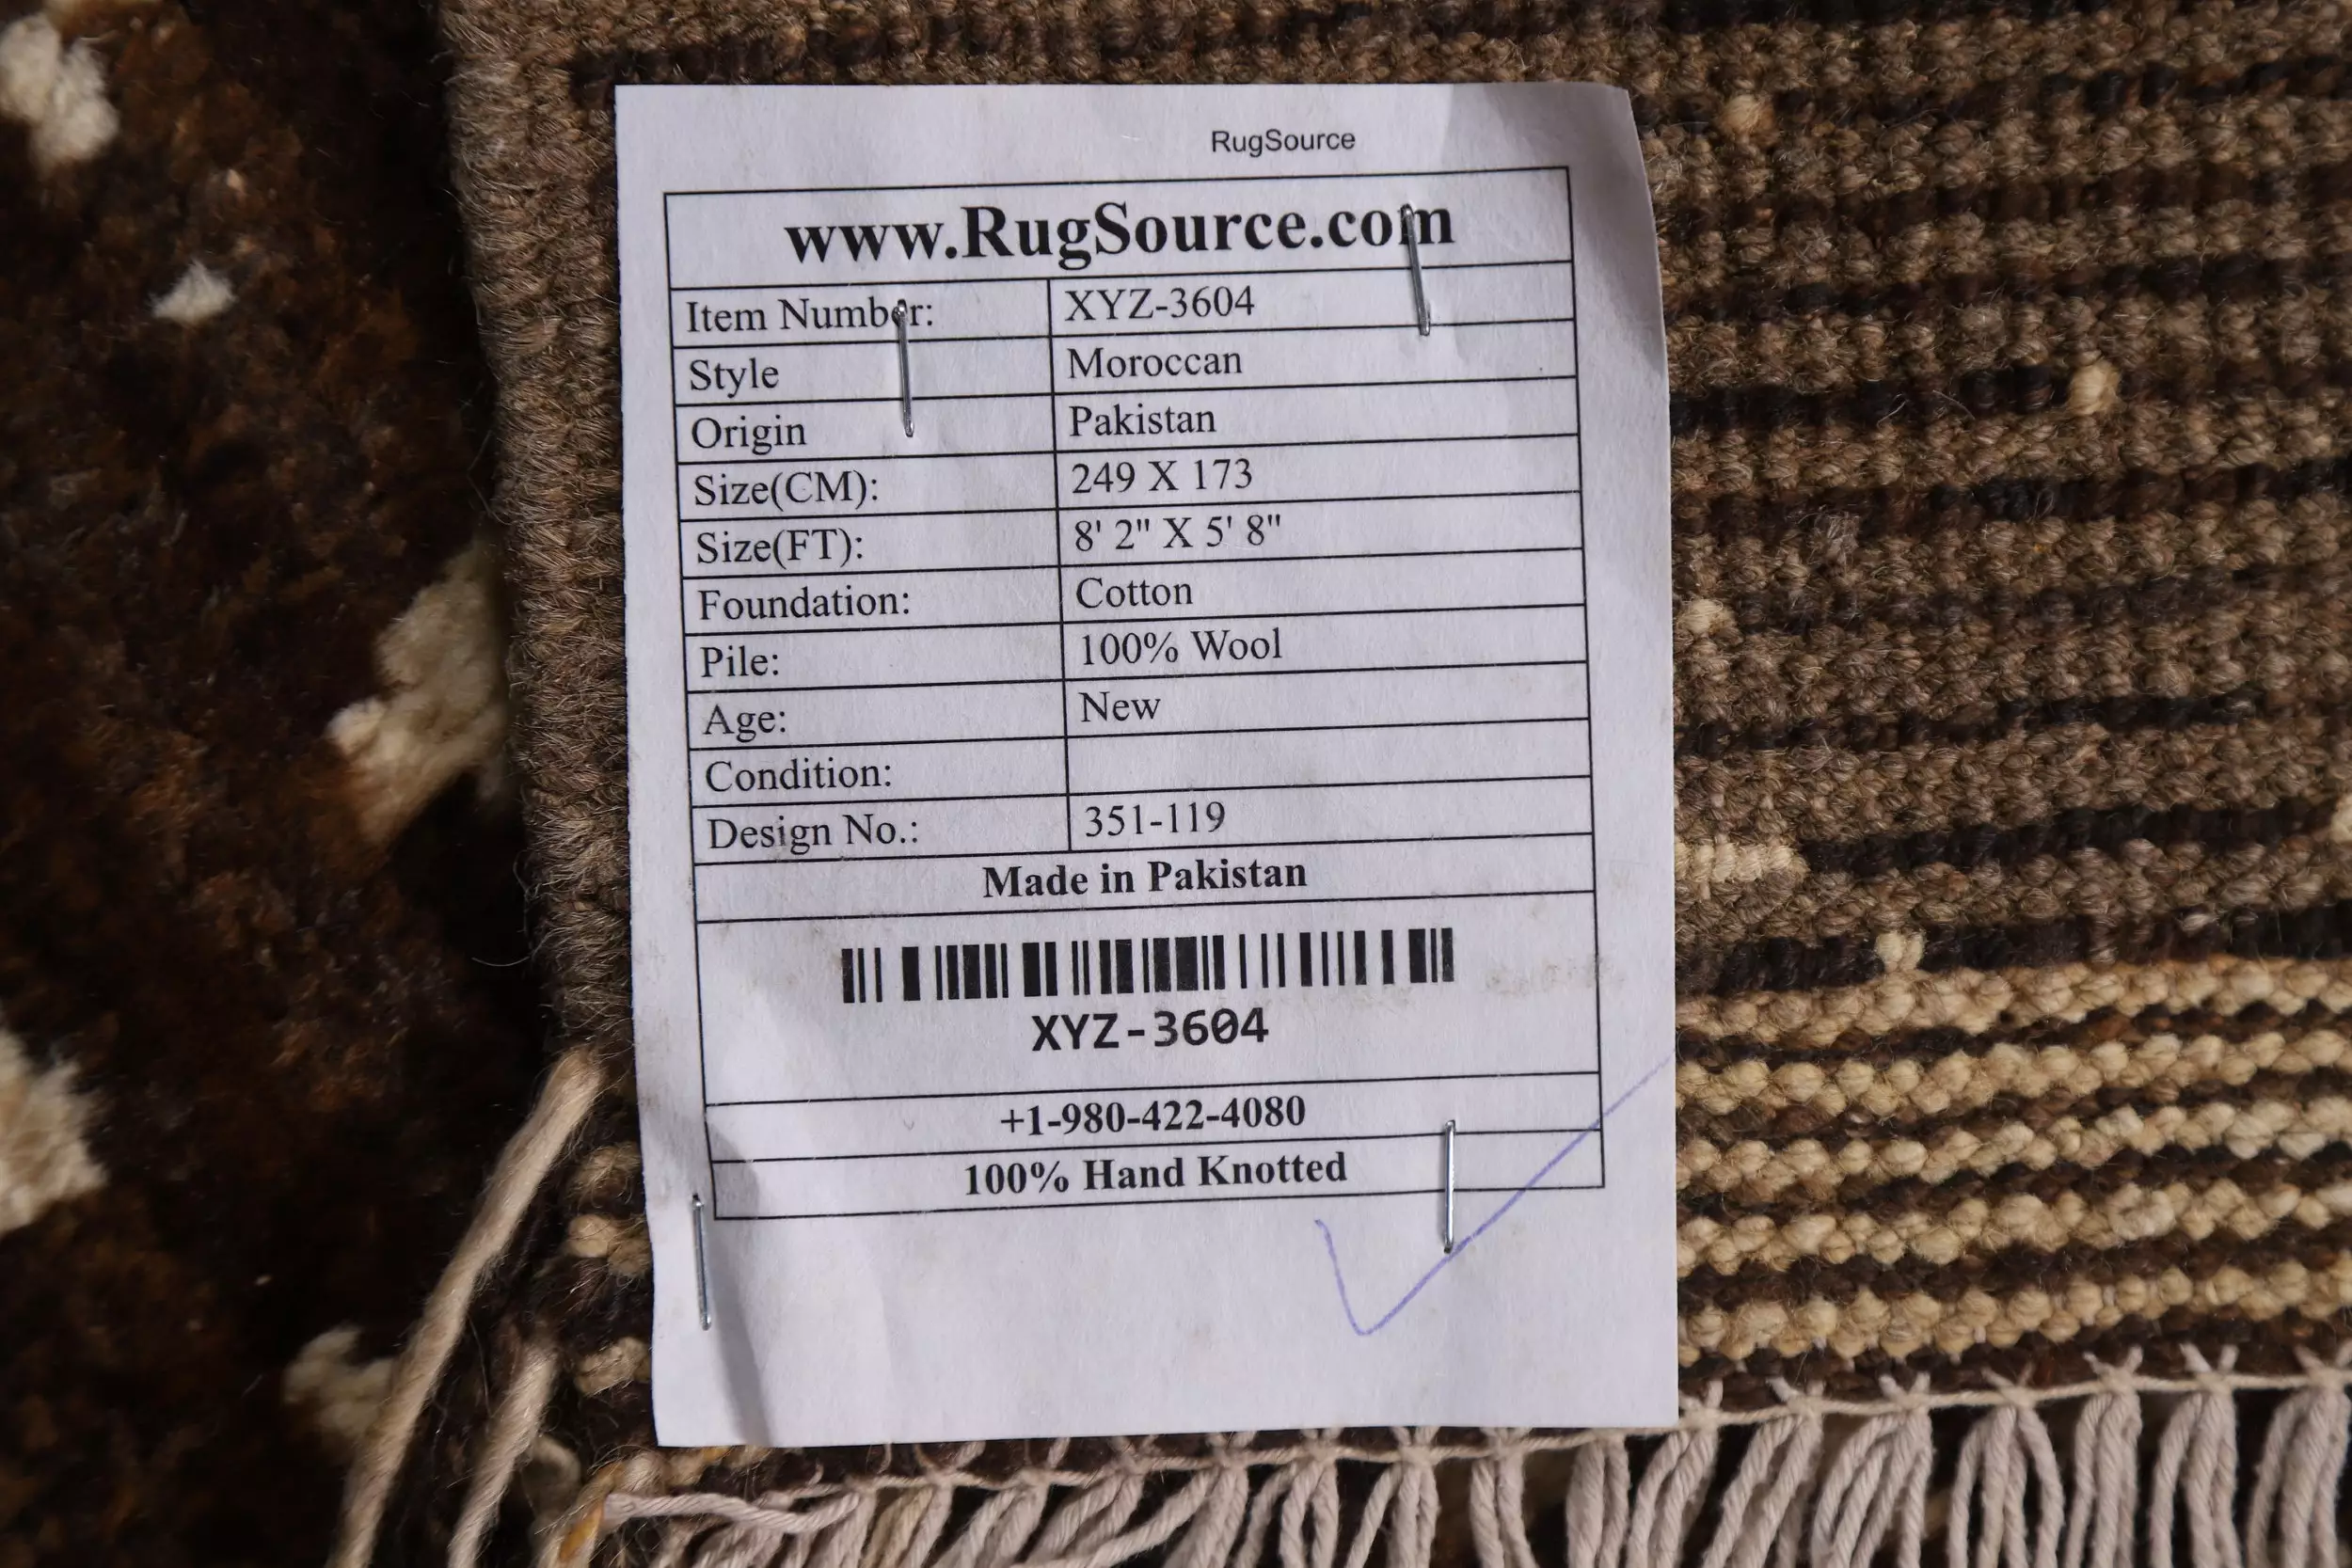 RugSource
www.RugSource.com
Item Number: XYZ-3604
Style Moroccan
Origin Pakistan
Size(CM): 249 X 173
Size(FT): 8' 2" X 5' 8"
Foundation: Cotton
Pile: 100% Wool
Age: New
Condition:
Design No.: 351-119
Made in Pakistan
XYZ-3604
+1-980-422-4080
100% Hand Knotted